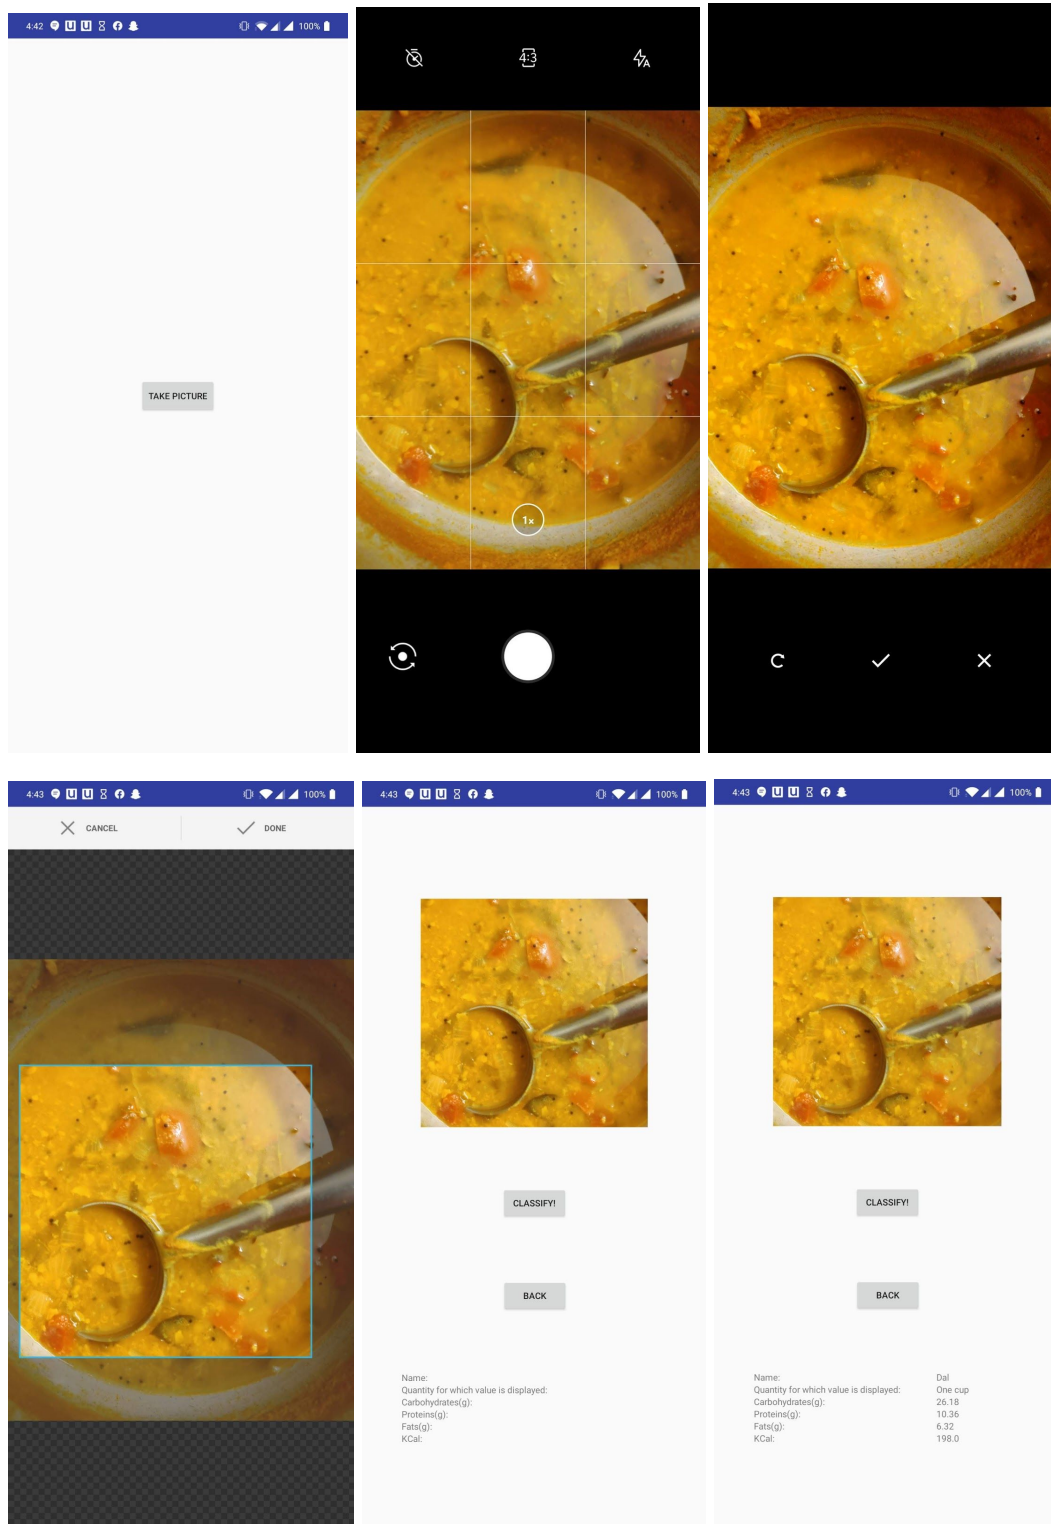 4:42 100%
TAKE PICTURE
4:3
A
1×
4:43 100%
CANCEL DONE
4:43 100%
CLASSIFY!
BACK
Name:
Quantity for which value is displayed:
Carbohydrates(g):
Proteins(g):
Fats(g):
KCal:
4:43 100%
CLASSIFY!
BACK
Name: Dal
Quantity for which value is displayed: One cup
Carbohydrates(g): 26.18
Proteins(g): 10.36
Fats(g): 6.32
KCal: 198.0